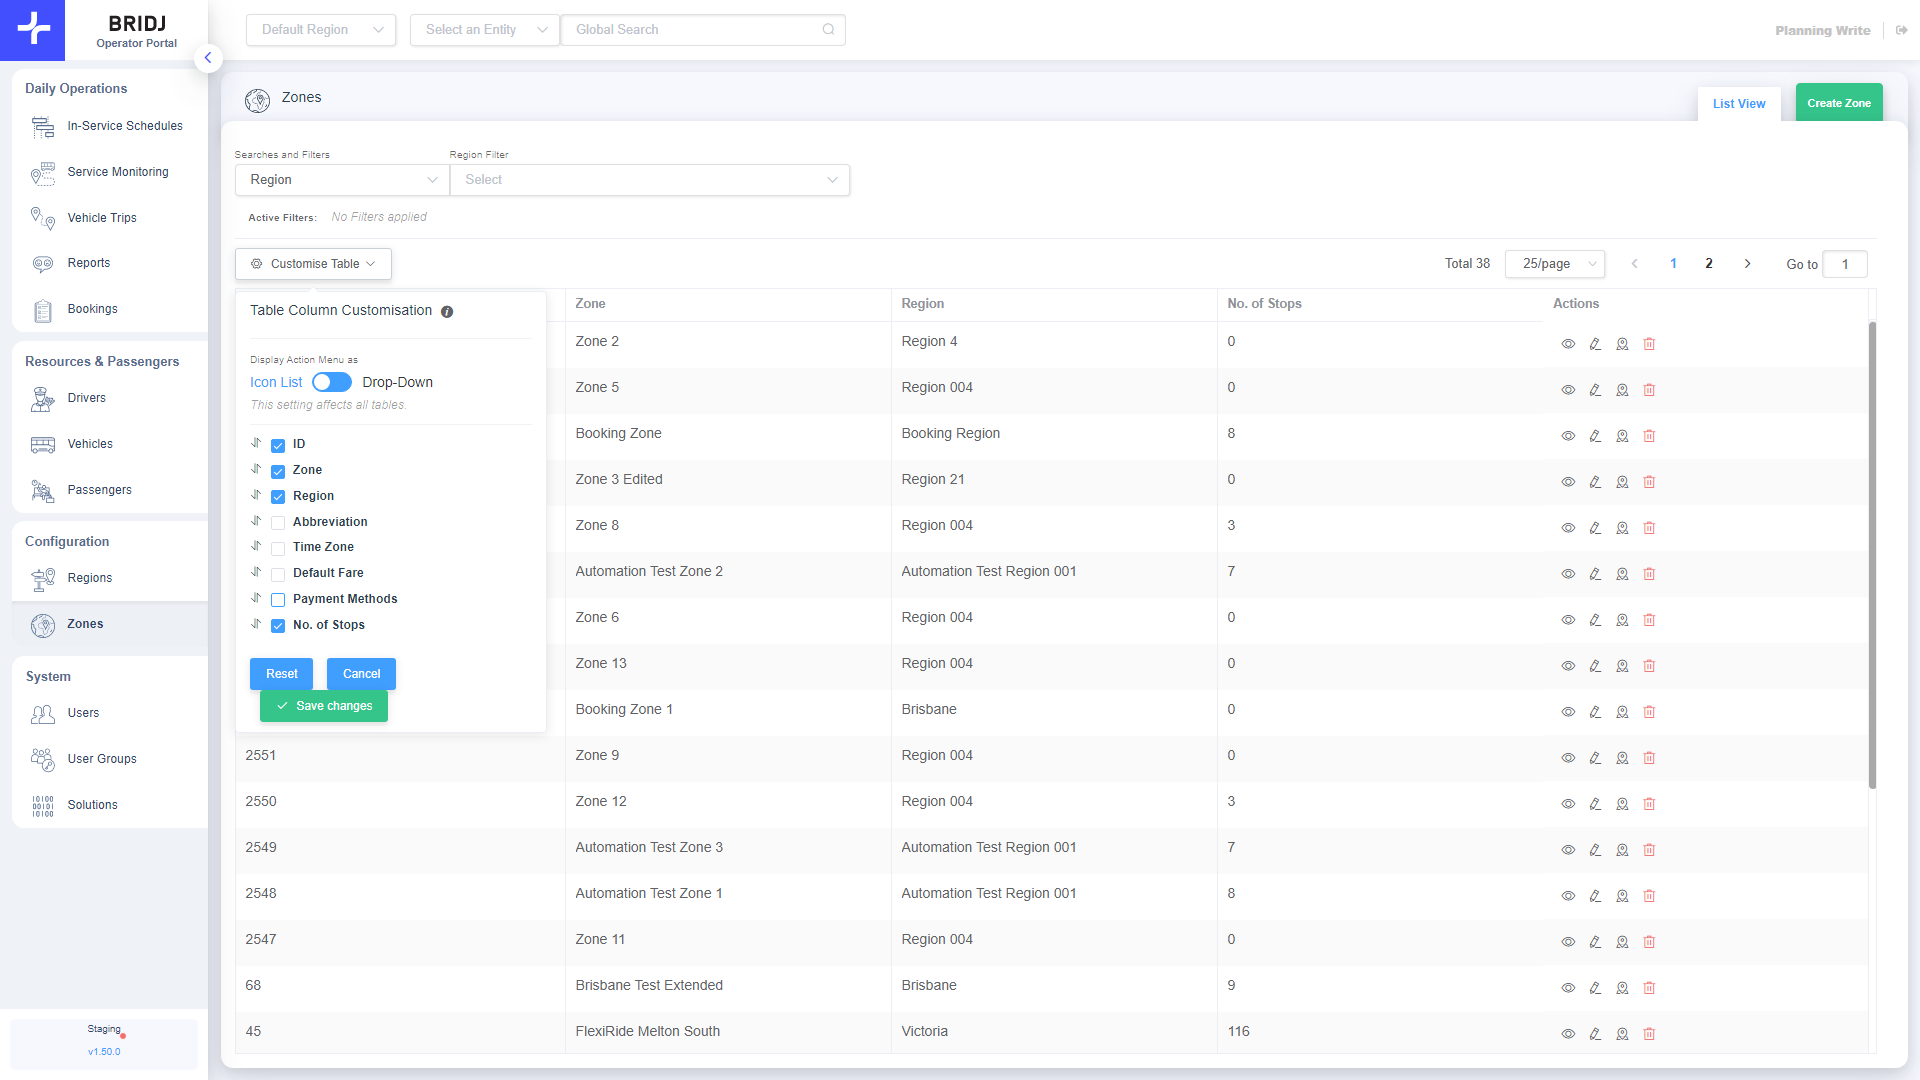 BRIDJ
Operator Portal
Default Region
Select an Entity
Global Search
Planning Write
Daily Operations
In-Service Schedules
Service Monitoring
Vehicle Trips
Reports
Bookings
Resources & Passengers
Drivers
Vehicles
Passengers
Configuration
Regions
Zones
System
Users
User Groups
Solutions
Staging
v1.50.0
Zones
List View
Create Zone
Searches and Filters
Region Filter
Region
Select
Active Filters: No Filters applied
Customise Table
Total 38
25/page
1
2
Go to
1
Table Column Customisation
Display Action Menu as
Icon List
Drop-Down
This setting affects all tables.
ID
Zone
Region
Abbreviation
Time Zone
Default Fare
Payment Methods
No. of Stops
Reset
Cancel
Save changes
Zone Region No. of Stops Actions
Zone 2 Region 4 0
Zone 5 Region 004 0
Booking Zone Booking Region 8
Zone 3 Edited Region 21 0
Zone 8 Region 004 3
Automation Test Zone 2 Automation Test Region 001 7
Zone 6 Region 004 0
Zone 13 Region 004 0
Booking Zone 1 Brisbane 0
2551 Zone 9 Region 004 0
2550 Zone 12 Region 004 3
2549 Automation Test Zone 3 Automation Test Region 001 7
2548 Automation Test Zone 1 Automation Test Region 001 8
2547 Zone 11 Region 004 0
68 Brisbane Test Extended Brisbane 9
45 FlexiRide Melton South Victoria 116